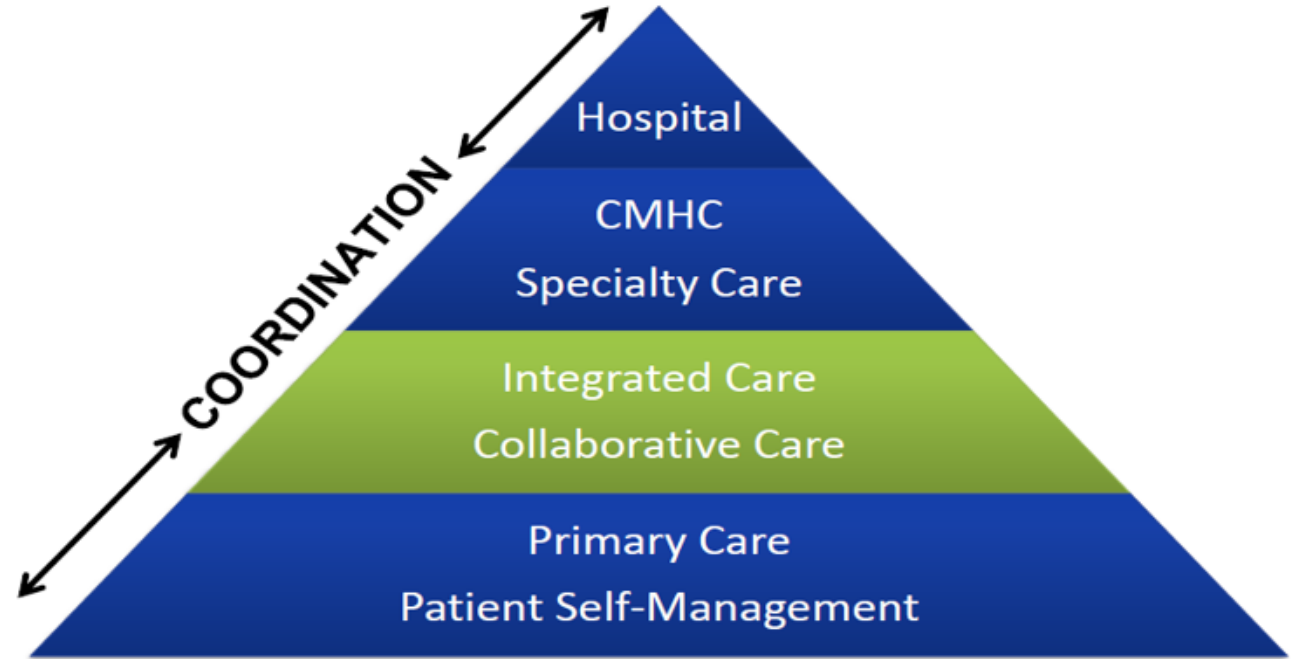 COORDINATION
Hospital
CMHC
Specialty Care
Integrated Care
Collaborative Care
Primary Care
Patient Self-Management